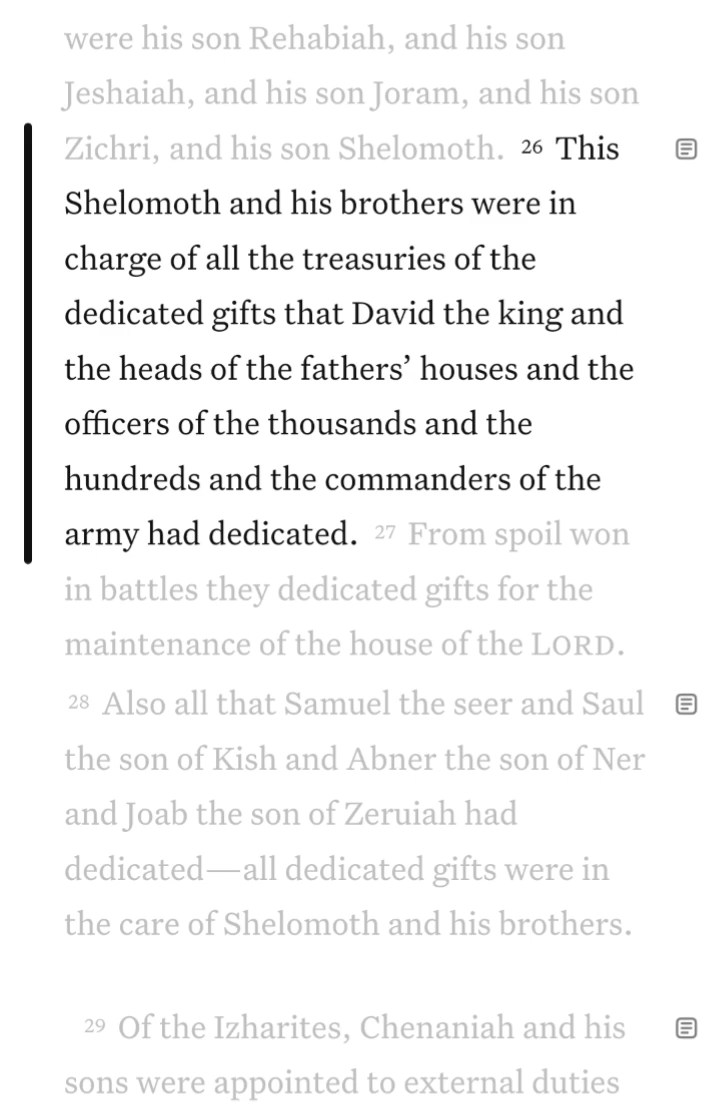 were his son Rehabiah, and his son
Jeshaiah, and his son Joram, and his son
Zichri, and his son Shelomoth. 26 This
Shelomoth and his brothers were in
charge of all the treasuries of the
dedicated gifts that David the king and
the heads of the fathers’ houses and the
officers of the thousands and the
hundreds and the commanders of the
army had dedicated. 27 From spoil won
in battles they dedicated gifts for the
maintenance of the house of the LORD.
28 Also all that Samuel the seer and Saul
the son of Kish and Abner the son of Ner
and Joab the son of Zeruiah had
dedicated—all dedicated gifts were in
the care of Shelomoth and his brothers.
29 Of the Izharites, Chenaniah and his
sons were appointed to external duties